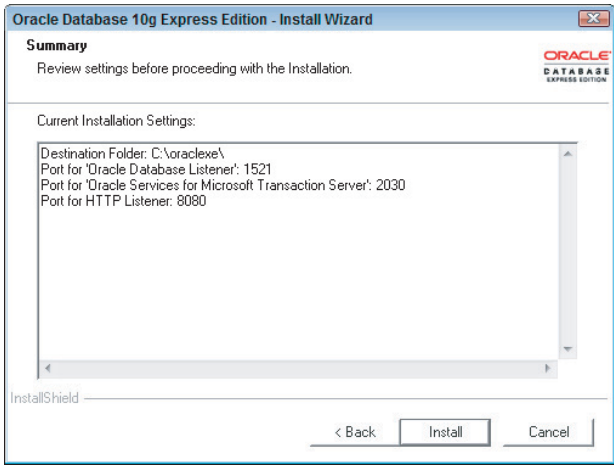 Oracle Database 10g Express Edition - Install Wizard
Summary
Review settings before proceeding with the Installation.
ORACLE
DATABASE
EXPRESS EDITION
Current Installation Settings:
Destination Folder: C:\oraclexe\
Port for 'Oracle Database Listener': 1521
Port for 'Oracle Services for Microsoft Transaction Server': 2030
Port for HTTP Listener: 8080
InstallShield
< Back
Install
Cancel